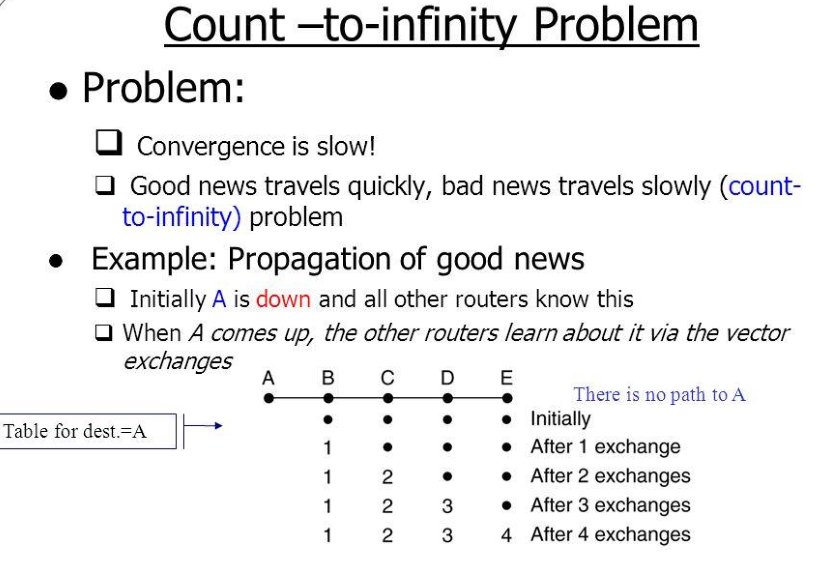 Count –to-infinity Problem
● Problem:
❑ Convergence is slow!
❑ Good news travels quickly, bad news travels slowly (count-
to-infinity) problem
● Example: Propagation of good news
❑ Initially A is down and all other routers know this
❑ When A comes up, the other routers learn about it via the vector
exchanges
A B C D E
There is no path to A
• • • • Initially
Table for dest.=A
1 • • • After 1 exchange
1 2 • • After 2 exchanges
1 2 3 • After 3 exchanges
1 2 3 4 After 4 exchanges